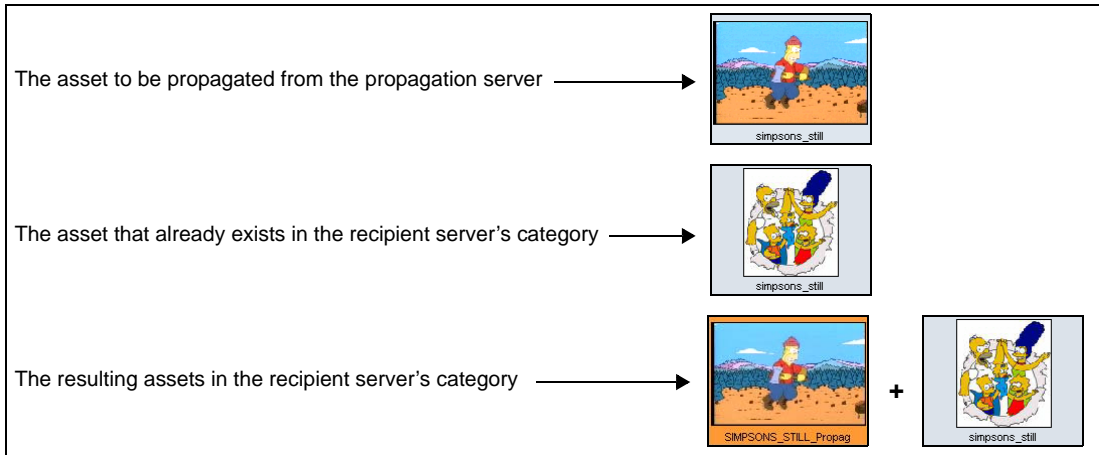 The asset to be propagated from the propagation server
simpsons_still
The asset that already exists in the recipient server's category
simpsons_still
The resulting assets in the recipient server's category
+
SIMPSONS_STILL_Propag
simpsons_still